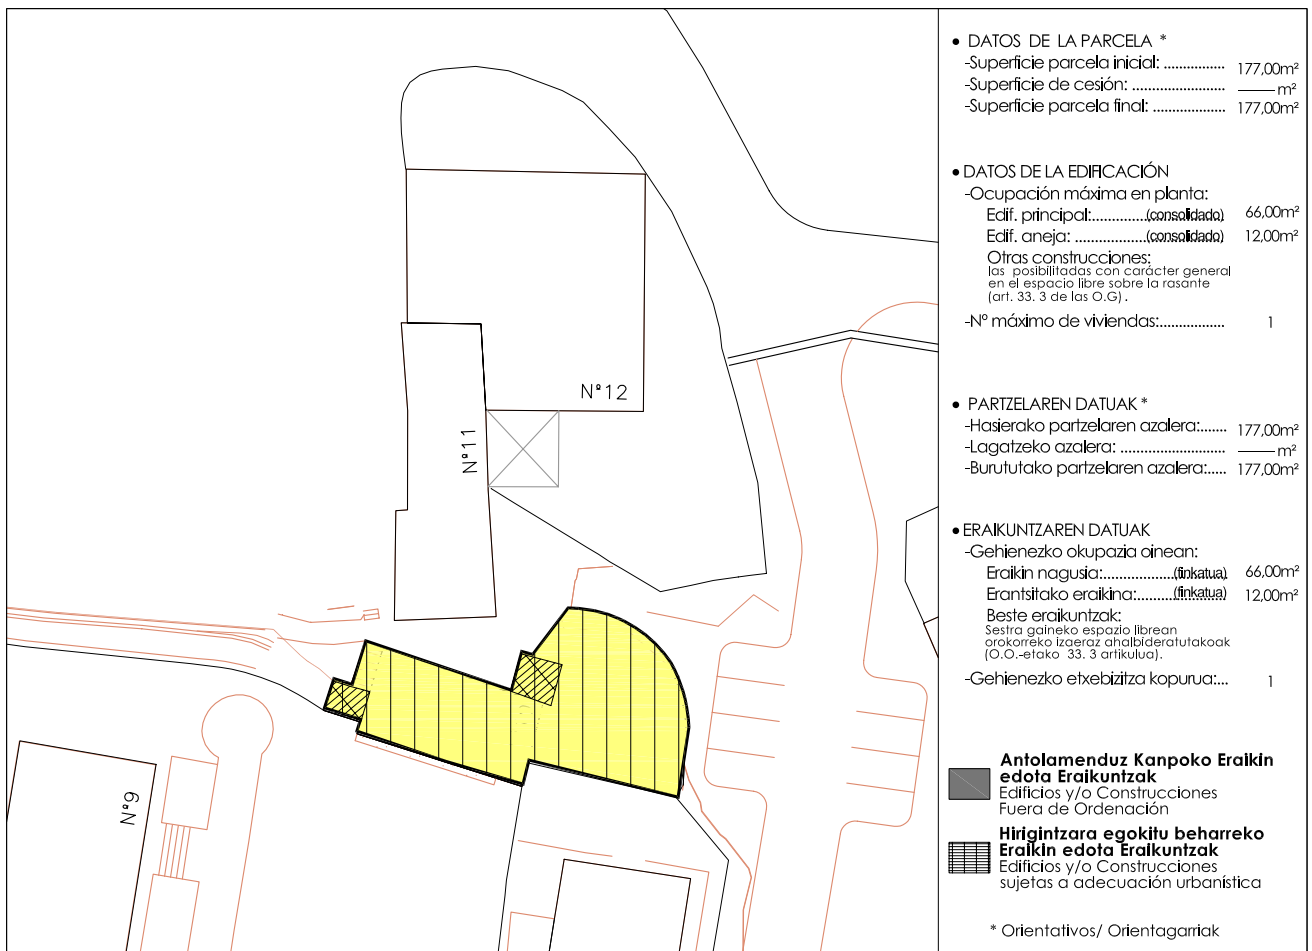 Nº12
Nº11
Nº9
• DATOS DE LA PARCELA *
-Superficie parcela inicial: ............... 177,00m²
-Superficie de cesión: ....................... m²
-Superficie parcela final: .................. 177,00m²
• DATOS DE LA EDIFICACIÓN
-Ocupación máxima en planta:
Edif. principal:..............(consolidado) 66,00m²
Edif. aneja: ..................(consolidado) 12,00m²
Otras construcciones:
las posibilitadas con carácter general
en el espacio libre sobre la rasante
(art. 33. 3 de las O.G) .
-Nº máximo de viviendas:................ 1
• PARTZELAREN DATUAK *
-Hasierako partzelaren azalera:....... 177,00m²
-Lagatzeko azalera: .......................... m²
-Burututako partzelaren azalera:..... 177,00m²
• ERAIKUNTZAREN DATUAK
-Gehienezko okupazia oinean:
Eraikin nagusia:..................(finkatua) 66,00m²
Erantsitako eraikina:.........(finkatua) 12,00m²
Beste eraikuntzak:
Sestra gaineko espazio librean
orokorreko izaeraz ahalbideratutakoak
(O.O.-etako 33. 3 artikulua).
-Gehienezko etxebizitza kopurua:... 1
Antolamenduz Kanpoko Eraikin
edota Eraikuntzak
Edificios y/o Construcciones
Fuera de Ordenación
Hirigintzara egokitu beharreko
Eraikin edota Eraikuntzak
Edificios y/o Construcciones
sujetas a adecuación urbanística
* Orientativos/ Orientagarriak